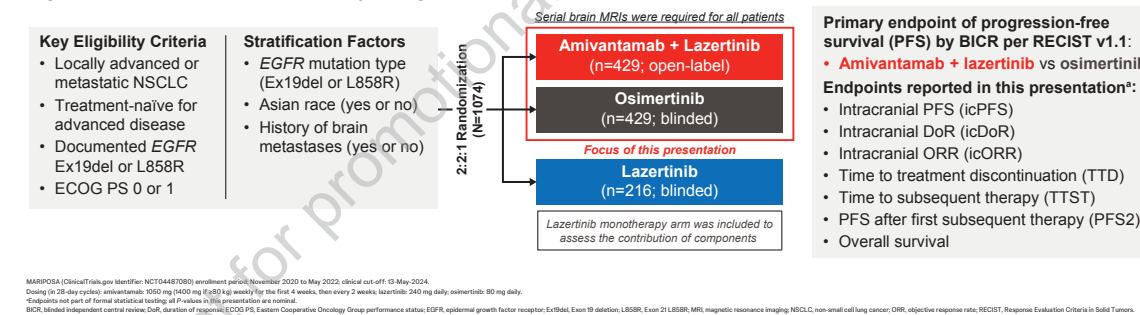 Serial brain MRIs were required for all patients
Key Eligibility Criteria
• Locally advanced or
metastatic NSCLC
• Treatment-naïve for
advanced disease
• Documented EGFR
Ex19del or L858R
• ECOG PS 0 or 1
Stratification Factors
• EGFR mutation type
(Ex19del or L858R)
• Asian race (yes or no)
• History of brain
metastases (yes or no)
2:2:1 Randomization
(N=1074)
Amivantamab + Lazertinib
(n=429; open-label)
Osimertinib
(n=429; blinded)
Focus of this presentation
Lazertinib
(n=216; blinded)
Lazertinib monotherapy arm was included to
assess the contribution of components
Primary endpoint of progression-free
survival (PFS) by BICR per RECIST v1.1:
• Amivantamab + lazertinib vs osimertinib
Endpoints reported in this presentationª:
• Intracranial PFS (icPFS)
• Intracranial DoR (icDoR)
• Intracranial ORR (icORR)
• Time to treatment discontinuation (TTD)
• Time to subsequent therapy (TTST)
• PFS after first subsequent therapy (PFS2)
• Overall survival
MARIPOSA (ClinicalTrials.gov Identifier: NCT04487080) enrollment period: November 2020 to May 2022; clinical cut-off: 13-May-2024.
Dosing (in 28-day cycles): amivantamab: 1050 mg (1400 mg if ≥80 kg) weekly for the first 4 weeks, then every 2 weeks; lazertinib: 240 mg daily; osimertinib: 80 mg daily.
ªEndpoints not part of formal statistical testing; all P-values in this presentation are nominal.
BICR, blinded independent central review; DoR, duration of response; ECOG PS, Eastern Cooperative Oncology Group performance status; EGFR, epidermal growth factor receptor; Ex19del, Exon 19 deletion; L858R, Exon 21 L858R; MRI, magnetic resonance imaging; NSCLC, non-small cell lung cancer; ORR, objective response rate; RECIST, Response Evaluation Criteria in Solid Tumors.
for promotional